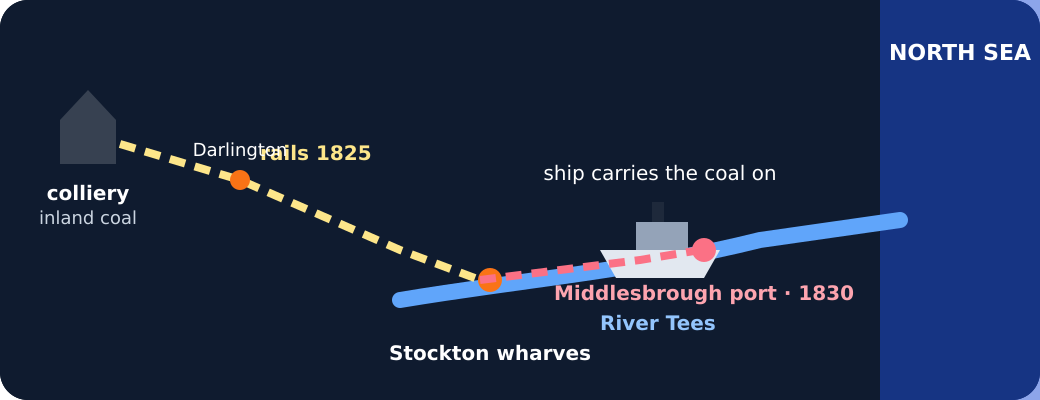 NORTH SEA
Darlington
rails 1825
ship carries the coal on
colliery
inland coal
Middlesbrough port · 1830
River Tees
Stockton wharves